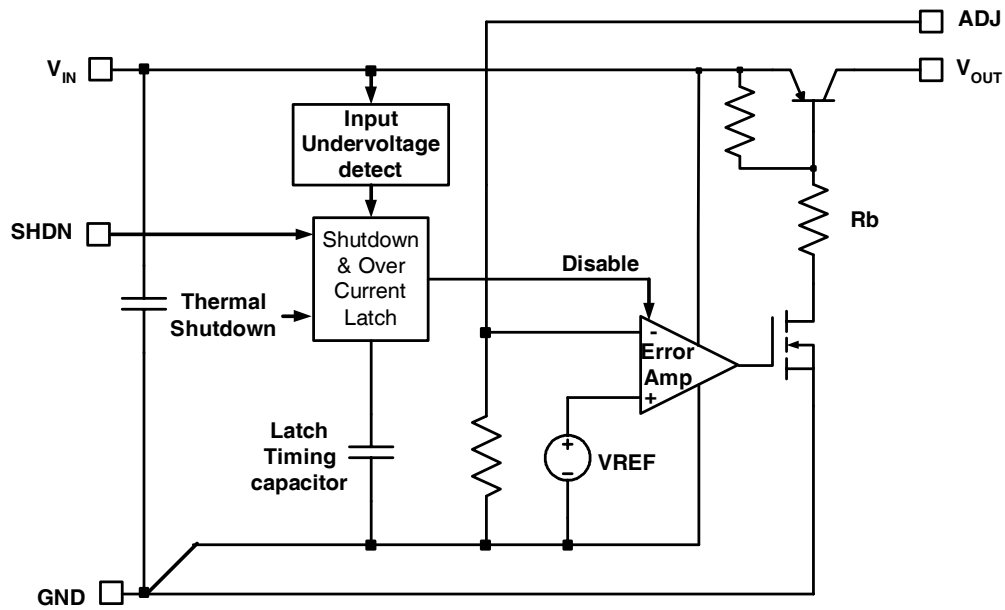 ADJ
VIN
VOUT
Input
Undervoltage
detect
SHDN
Shutdown
& Over
Current
Latch
Rb
Disable
Thermal
Shutdown
-
Error
Amp
+
Latch
Timing
capacitor
+
VREF
−
GND